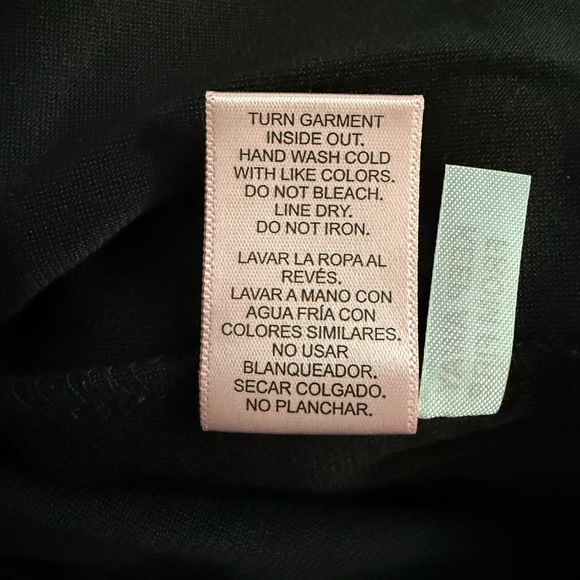 TURN GARMENT
INSIDE OUT.
HAND WASH COLD
WITH LIKE COLORS.
DO NOT BLEACH.
LINE DRY.
DO NOT IRON.
LAVAR LA ROPA AL
REVÉS.
LAVAR A MANO CON
AGUA FRÍA CON
COLORES SIMILARES.
NO USAR
BLANQUEADOR.
SECAR COLGADO.
NO PLANCHAR.